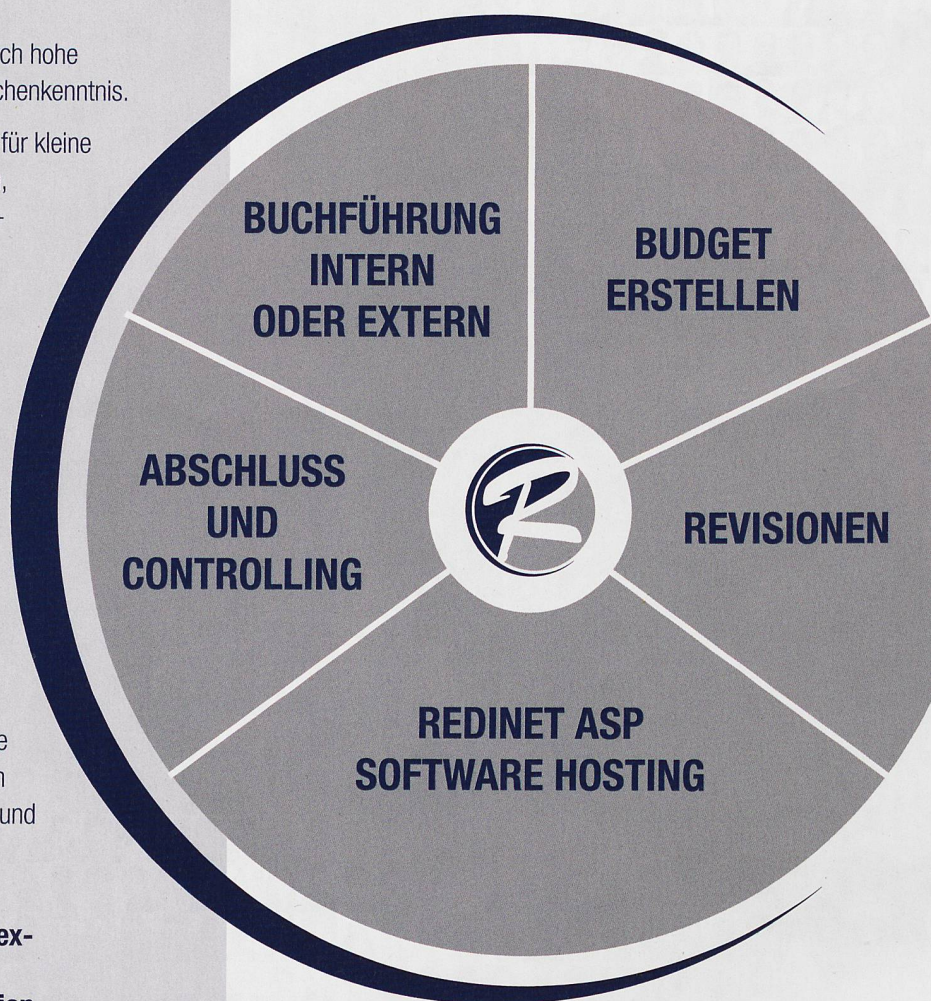 ch hohe
chenkenntnis.
für kleine
,
-
e
n
und
ex-
BUCHFÜHRUNG
INTERN
ODER EXTERN
BUDGET
ERSTELLEN
ABSCHLUSS
UND
CONTROLLING
R
REVISIONEN
REDINET ASP
SOFTWARE HOSTING